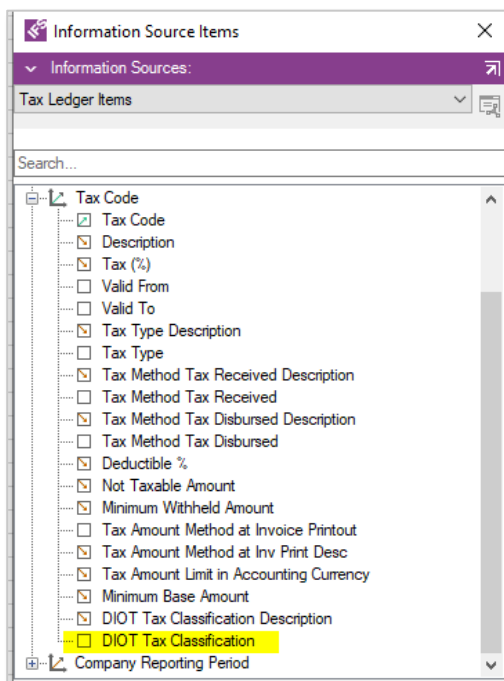 Information Source Items
Information Sources:
Tax Ledger Items
Search...
Tax Code
Tax Code
Description
Tax (%)
Valid From
Valid To
Tax Type Description
Tax Type
Tax Method Tax Received Description
Tax Method Tax Received
Tax Method Tax Disbursed Description
Tax Method Tax Disbursed
Deductible %
Not Taxable Amount
Minimum Withheld Amount
Tax Amount Method at Invoice Printout
Tax Amount Method at Inv Print Desc
Tax Amount Limit in Accounting Currency
Minimum Base Amount
DIOT Tax Classification Description
DIOT Tax Classification
Company Reporting Period